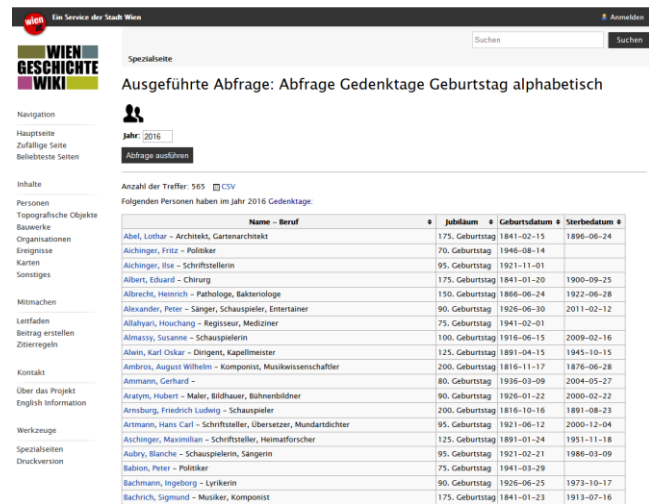 wien
at
Ein Service der Stadt Wien
Anmelden
Suchen
Suchen
WIEN
GESCHICHTE
WIKI
Spezialseite
Ausgeführte Abfrage: Abfrage Gedenktage Geburtstag alphabetisch
Jahr: 2016
Abfrage ausführen
Anzahl der Treffer: 565 CSV
Folgenden Personen haben im Jahr 2016 Gedenktage:
Navigation
Hauptseite
Zufällige Seite
Beliebteste Seiten
Inhalte
Personen
Topografische Objekte
Bauwerke
Organisationen
Ereignisse
Karten
Sonstiges
Mitmachen
Leitfaden
Beitrag erstellen
Zitierregeln
Kontakt
Über das Projekt
English Information
Werkzeuge
Spezialseiten
Druckversion
Name – Beruf Jubiläum Geburtsdatum Sterbedatum
Abel, Lothar – Architekt, Gartenarchitekt 175. Geburtstag 1841-02-15 1896-06-24
Aichinger, Fritz – Politiker 70. Geburtstag 1946-08-14
Aichinger, Ilse – Schriftstellerin 95. Geburtstag 1921-11-01
Albert, Eduard – Chirurg 175. Geburtstag 1841-01-20 1900-09-25
Albrecht, Heinrich – Pathologe, Bakteriologe 150. Geburtstag 1866-06-24 1922-06-28
Alexander, Peter – Sänger, Schauspieler, Entertainer 90. Geburtstag 1926-06-30 2011-02-12
Allahyari, Houchang – Regisseur, Mediziner 75. Geburtstag 1941-02-01
Almassy, Susanne – Schauspielerin 100. Geburtstag 1916-06-15 2009-02-16
Alwin, Karl Oskar – Dirigent, Kapellmeister 125. Geburtstag 1891-04-15 1945-10-15
Ambros, August Wilhelm – Komponist, Musikwissenschaftler 200. Geburtstag 1816-11-17 1876-06-28
Ammann, Gerhard – 80. Geburtstag 1936-03-09 2004-05-27
Aratym, Hubert – Maler, Bildhauer, Bühnenbildner 90. Geburtstag 1926-01-22 2000-02-22
Arnsburg, Friedrich Ludwig – Schauspieler 200. Geburtstag 1816-10-16 1891-08-23
Artmann, Hans Carl – Schriftsteller, Übersetzer, Mundartdichter 95. Geburtstag 1921-06-12 2000-12-04
Aschinger, Maximilian – Schriftsteller, Heimatforscher 125. Geburtstag 1891-01-24 1951-11-18
Aubry, Blanche – Schauspielerin, Sängerin 95. Geburtstag 1921-02-21 1986-03-09
Babion, Peter – Politiker 75. Geburtstag 1941-03-29
Bachmann, Ingeborg – Lyrikerin 90. Geburtstag 1926-06-25 1973-10-17
Bachrich, Sigmund – Musiker, Komponist 175. Geburtstag 1841-01-23 1913-07-16